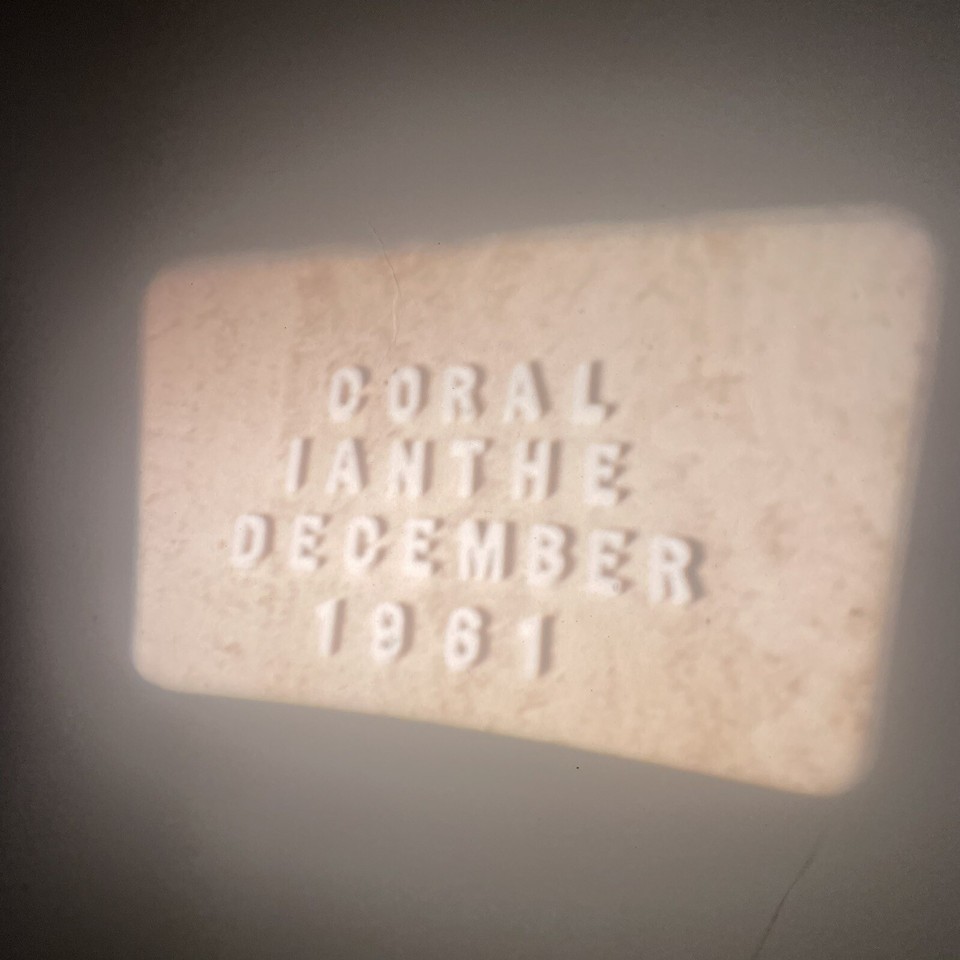 CORAL
IANTHE
DECEMBER
1961